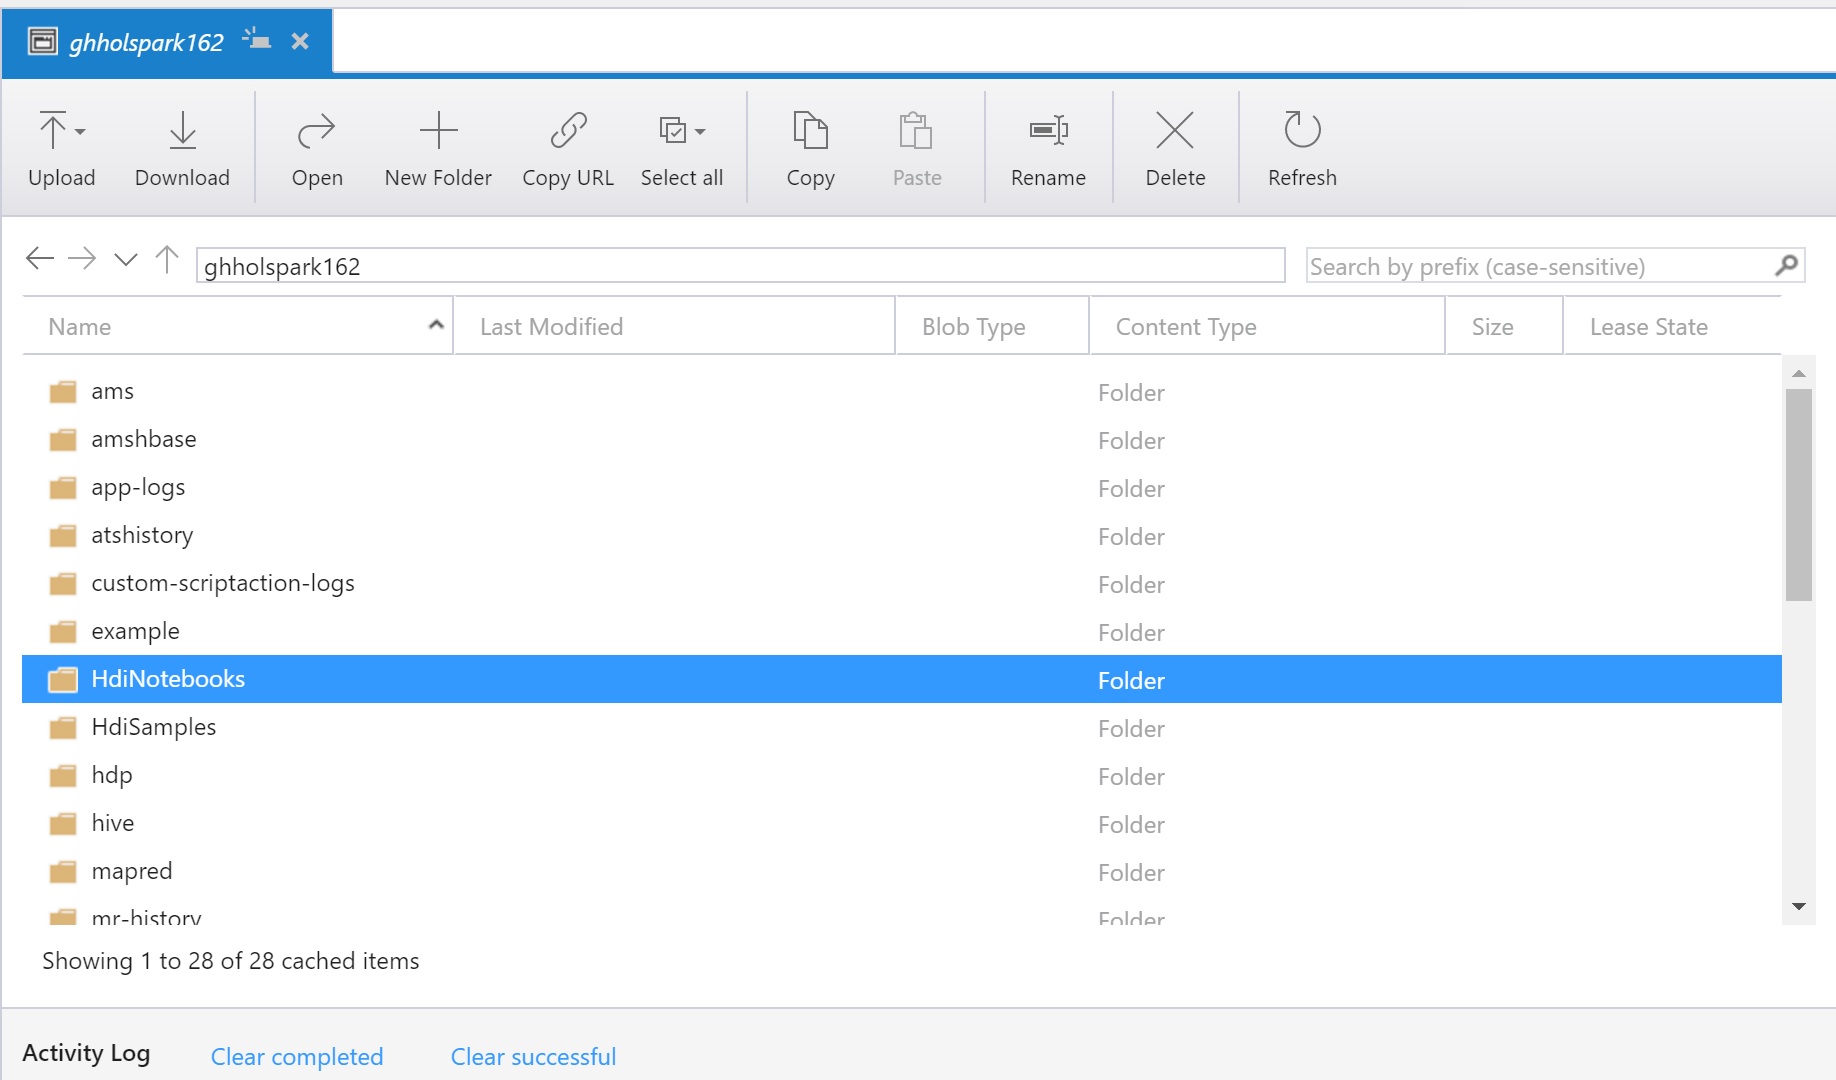 ghholspark162
Upload Download Open New Folder Copy URL Select all Copy Paste Rename Delete Refresh
ghholspark162 Search by prefix (case-sensitive)
Name Last Modified Blob Type Content Type Size Lease State
ams Folder
amshbase Folder
app-logs Folder
atshistory Folder
custom-scriptaction-logs Folder
example Folder
HdiNotebooks Folder
HdiSamples Folder
hdp Folder
hive Folder
mapred Folder
mr-history Folder
Showing 1 to 28 of 28 cached items
Activity Log Clear completed Clear successful